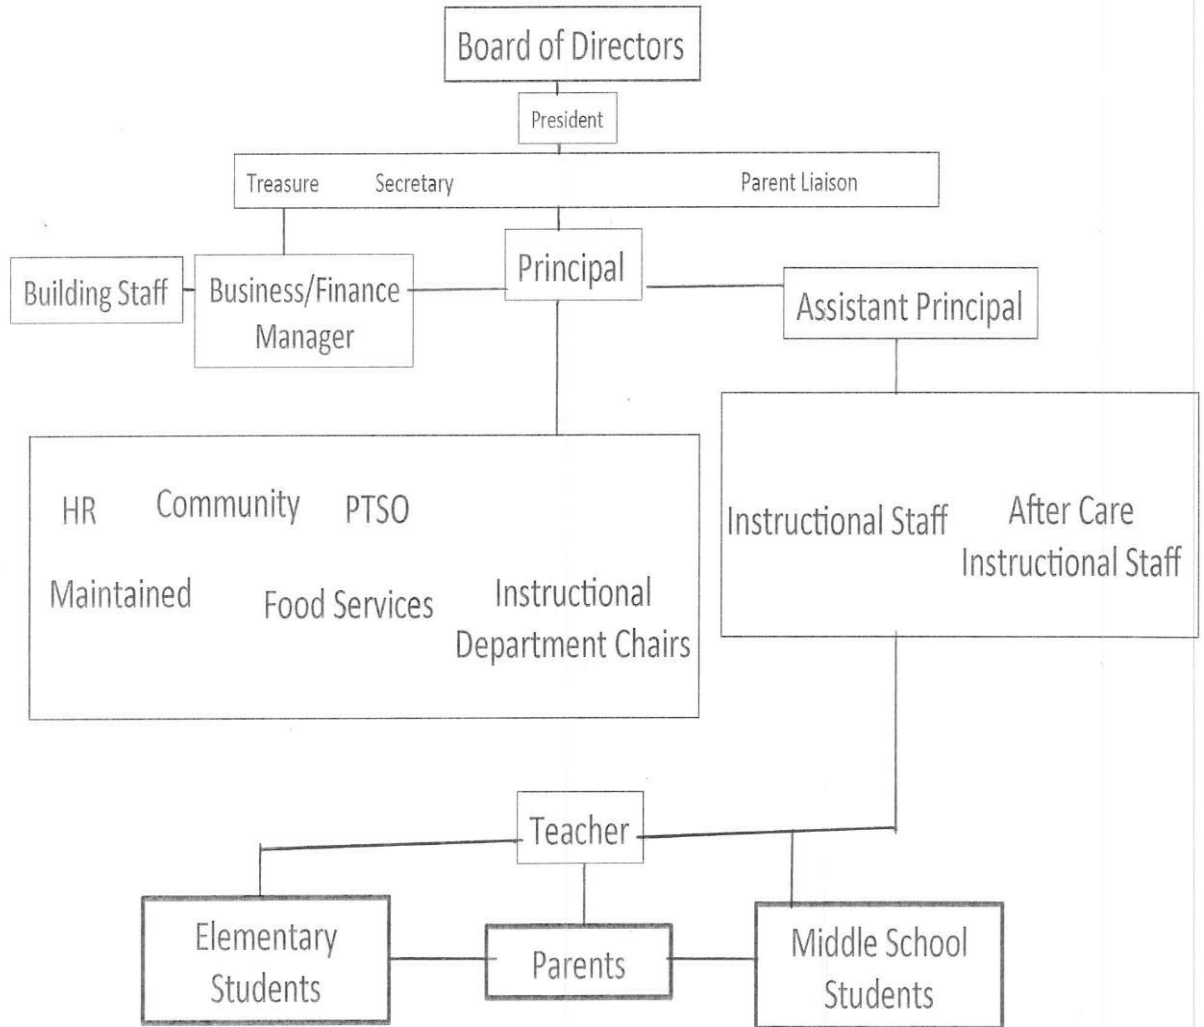 Board of Directors
President
Treasure Secretary Parent Liaison
Principal
Building Staff
Business/Finance
Manager
Assistant Principal
HR Community PTSO
Maintained Food Services Instructional
Department Chairs
Instructional Staff
After Care
Instructional Staff
Teacher
Elementary
Students
Parents
Middle School
Students